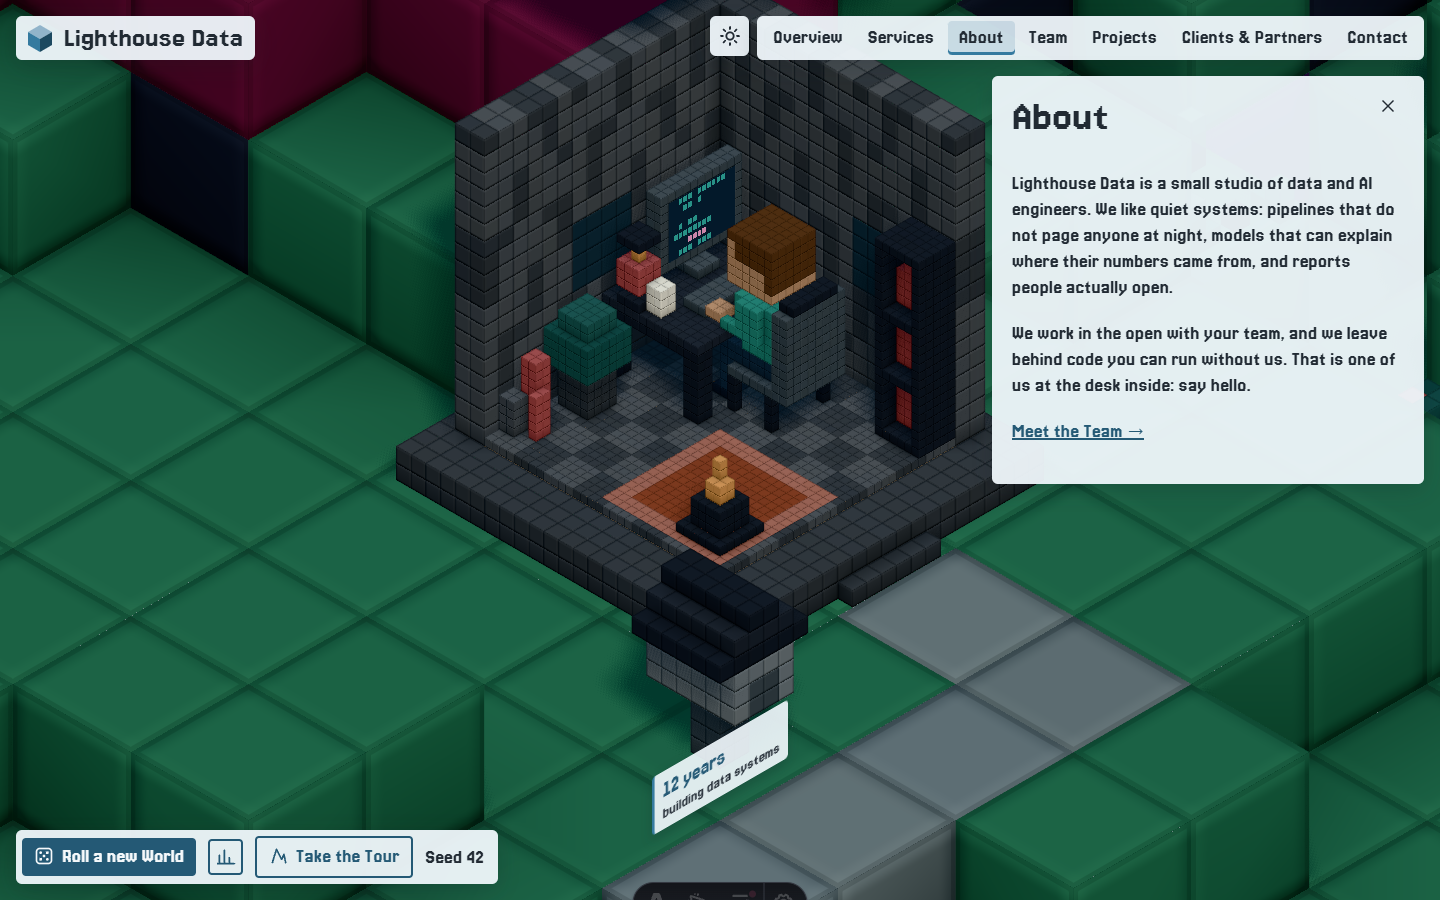 Lighthouse Data
Overview
Services
About
Team
Projects
Clients & Partners
Contact
About
Lighthouse Data is a small studio of data and AI
engineers. We like quiet systems: pipelines that do
not page anyone at night, models that can explain
where their numbers came from, and reports
people actually open.
We work in the open with your team, and we leave
behind code you can run without us. That is one of
us at the desk inside: say hello.
Meet the Team →
12 years
building data systems
Roll a new World
Take the Tour
Seed 42